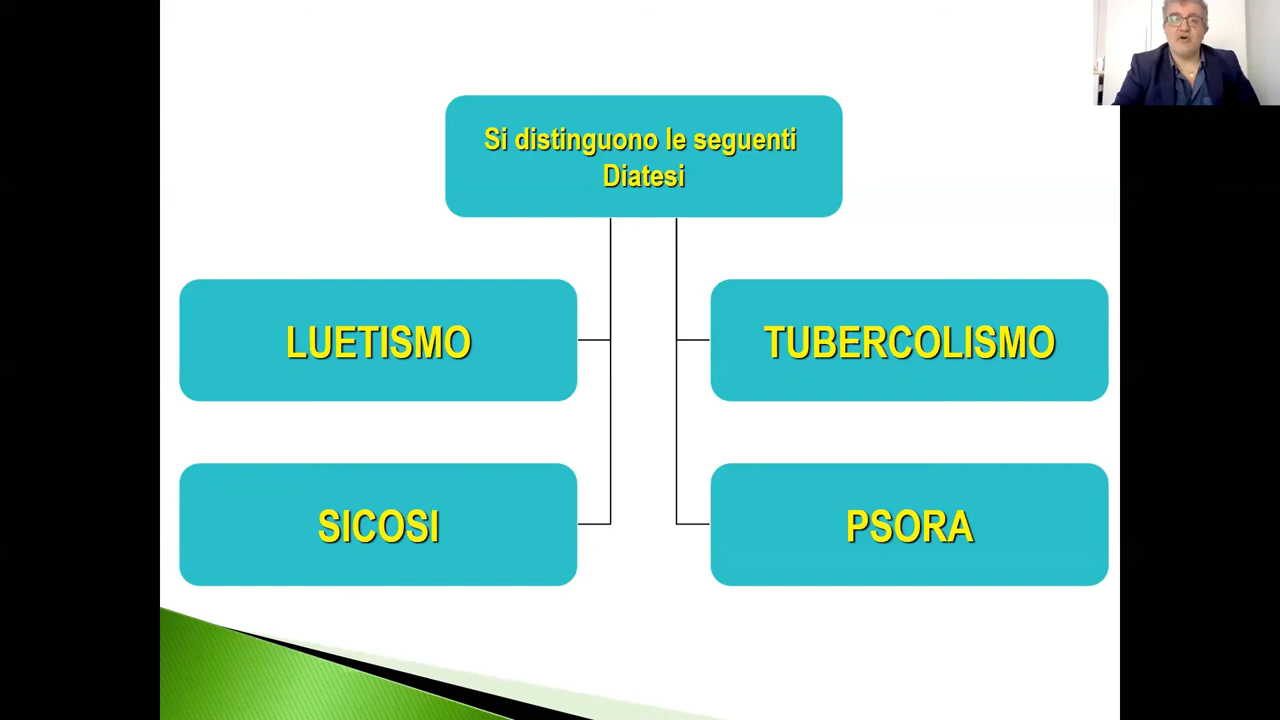 Si distinguono le seguenti
Diatesi
LUETISMO
TUBERCOLISMO
SICOSI
PSORA